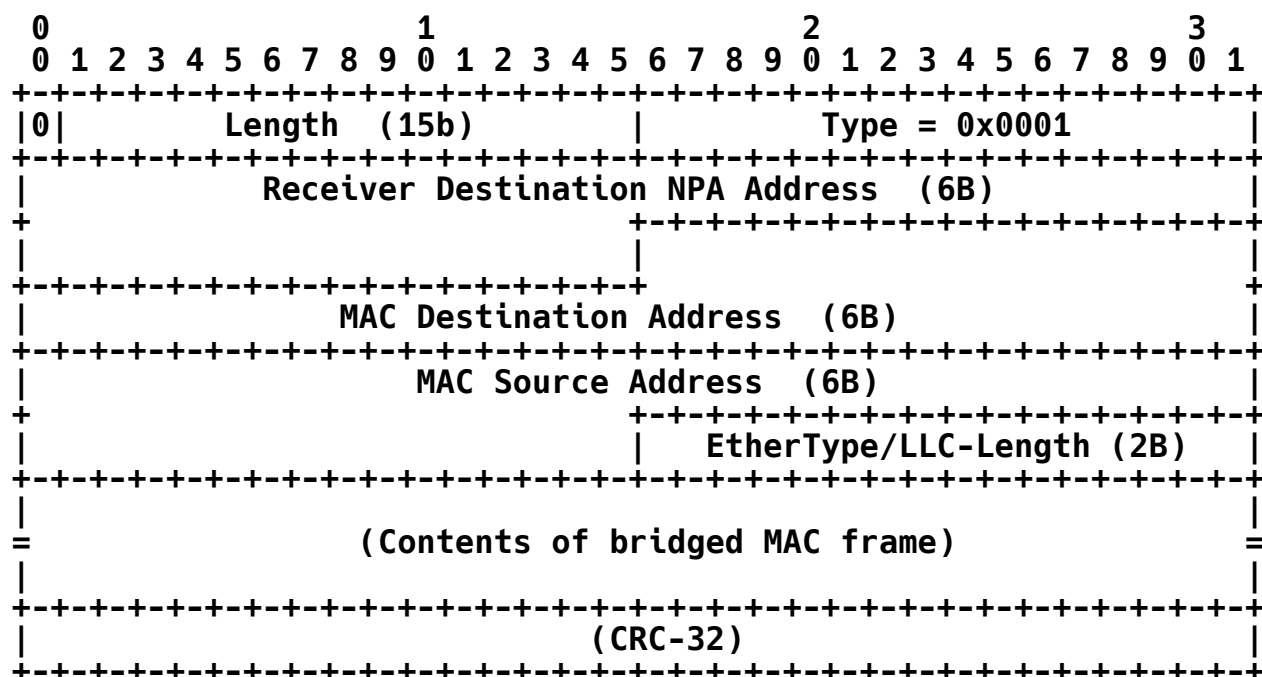 0                   1                   2                   3
 0 1 2 3 4 5 6 7 8 9 0 1 2 3 4 5 6 7 8 9 0 1 2 3 4 5 6 7 8 9 0 1
+-+-+-+-+-+-+-+-+-+-+-+-+-+-+-+-+-+-+-+-+-+-+-+-+-+-+-+-+-+-+-+-+
|0|        Length  (15b)        |         Type = 0x0001         |
+-+-+-+-+-+-+-+-+-+-+-+-+-+-+-+-+-+-+-+-+-+-+-+-+-+-+-+-+-+-+-+-+
|            Receiver Destination NPA Address  (6B)             |
+                               +-+-+-+-+-+-+-+-+-+-+-+-+-+-+-+-+
|                               |                               |
+-+-+-+-+-+-+-+-+-+-+-+-+-+-+-+-+                               +
|                MAC Destination Address  (6B)                  |
+-+-+-+-+-+-+-+-+-+-+-+-+-+-+-+-+-+-+-+-+-+-+-+-+-+-+-+-+-+-+-+-+
|                    MAC Source Address  (6B)                   |
+                               +-+-+-+-+-+-+-+-+-+-+-+-+-+-+-+-+
|                               |   EtherType/LLC-Length (2B)   |
+-+-+-+-+-+-+-+-+-+-+-+-+-+-+-+-+-+-+-+-+-+-+-+-+-+-+-+-+-+-+-+-+
|                                                               |
=                 (Contents of bridged MAC frame)               =
|                                                               |
+-+-+-+-+-+-+-+-+-+-+-+-+-+-+-+-+-+-+-+-+-+-+-+-+-+-+-+-+-+-+-+-+
|                             (CRC-32)                          |
+-+-+-+-+-+-+-+-+-+-+-+-+-+-+-+-+-+-+-+-+-+-+-+-+-+-+-+-+-+-+-+-+